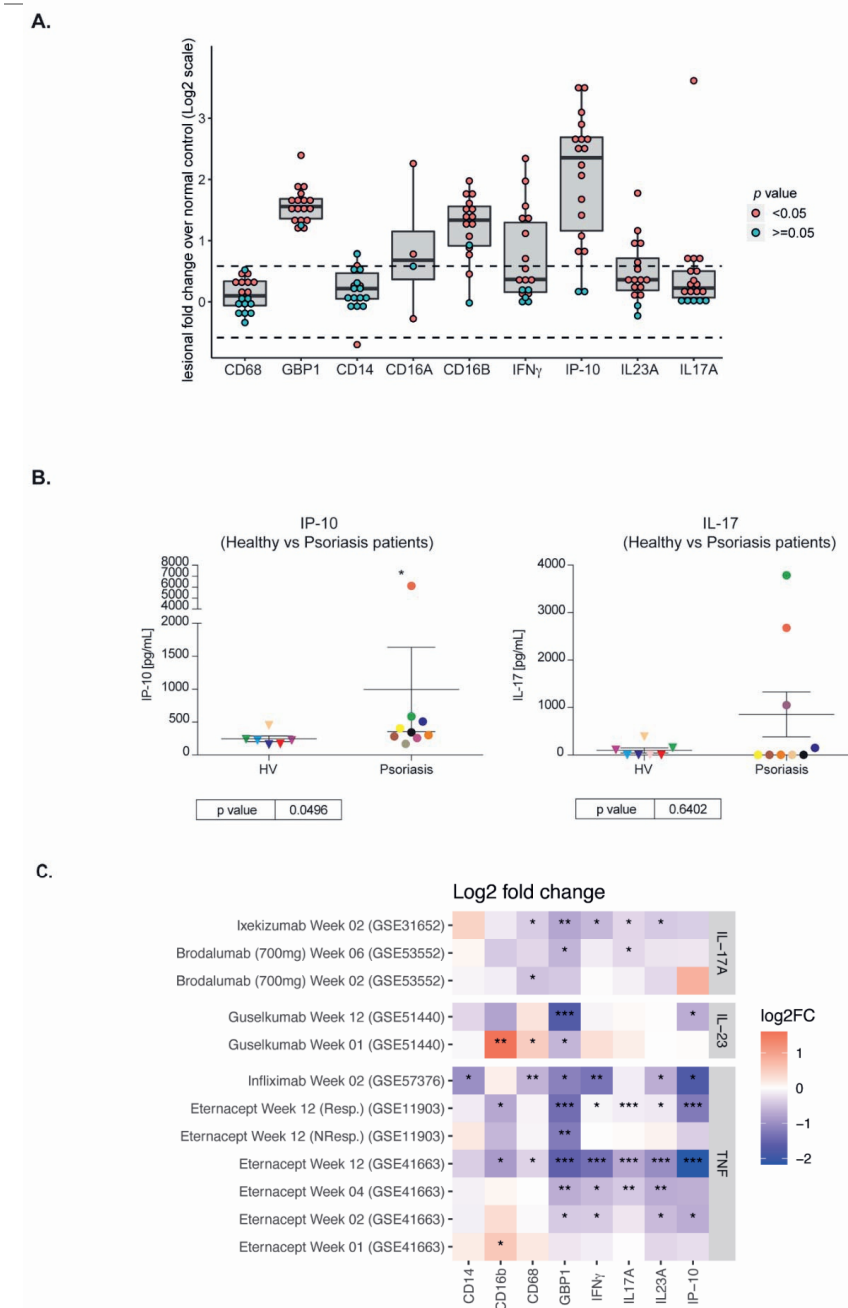 A.
lesional fold change over normal control (Log2 scale)
3
2
1
0
CD68 GBP1 CD14 CD16A CD16B IFNγ IP-10 IL23A IL17A
p value
<0.05
>=0.05
B.
IP-10
(Healthy vs Psoriasis patients)
IP-10 [pg/mL]
8000
7000
6000
5000
4000
2000
1500
1000
500
0
*
HV Psoriasis
p value 0.0496
IL-17
(Healthy vs Psoriasis patients)
IL-17 [pg/mL]
4000
3000
2000
1000
0
HV Psoriasis
p value 0.6402
C.
Log2 fold change
Ixekizumab Week 02 (GSE31652) * ** * * *
Brodalumab (700mg) Week 06 (GSE53552) * *
Brodalumab (700mg) Week 02 (GSE53552) *
IL-17A
Guselkumab Week 12 (GSE51440) *** *
Guselkumab Week 01 (GSE51440) ** * *
IL-23
Infliximab Week 02 (GSE57376) * ** * ** * *
Eternacept Week 12 (Resp.) (GSE11903) * *** * *** * ***
Eternacept Week 12 (NResp.) (GSE11903) **
Eternacept Week 12 (GSE41663) * * *** *** *** *** ***
Eternacept Week 04 (GSE41663) ** * ** **
Eternacept Week 02 (GSE41663) * * * *
Eternacept Week 01 (GSE41663) *
TNF
CD14 CD16b CD68 GBP1 IFNγ IL17A IL23A IP-10
log2FC
1
0
−1
−2